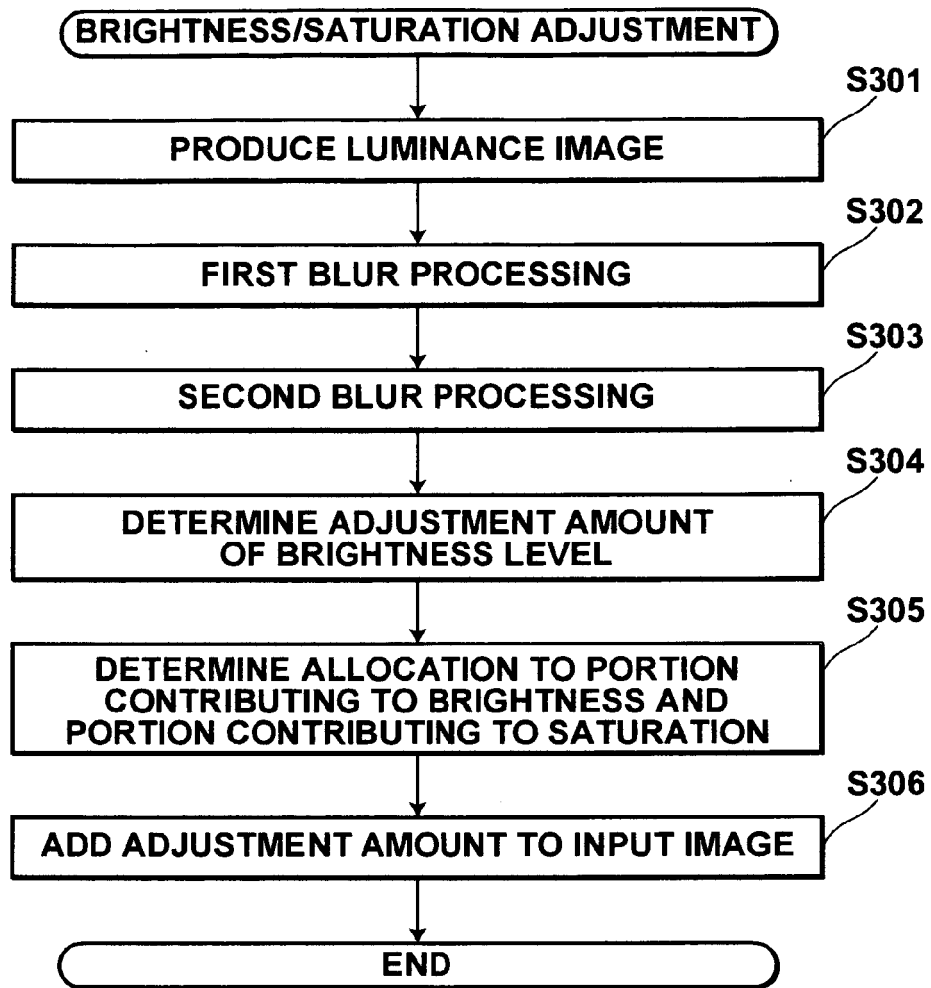 BRIGHTNESS/SATURATION ADJUSTMENT
S301
PRODUCE LUMINANCE IMAGE
S302
FIRST BLUR PROCESSING
S303
SECOND BLUR PROCESSING
S304
DETERMINE ADJUSTMENT AMOUNT
OF BRIGHTNESS LEVEL
S305
DETERMINE ALLOCATION TO PORTION
CONTRIBUTING TO BRIGHTNESS AND
PORTION CONTRIBUTING TO SATURATION
S306
ADD ADJUSTMENT AMOUNT TO INPUT IMAGE
END